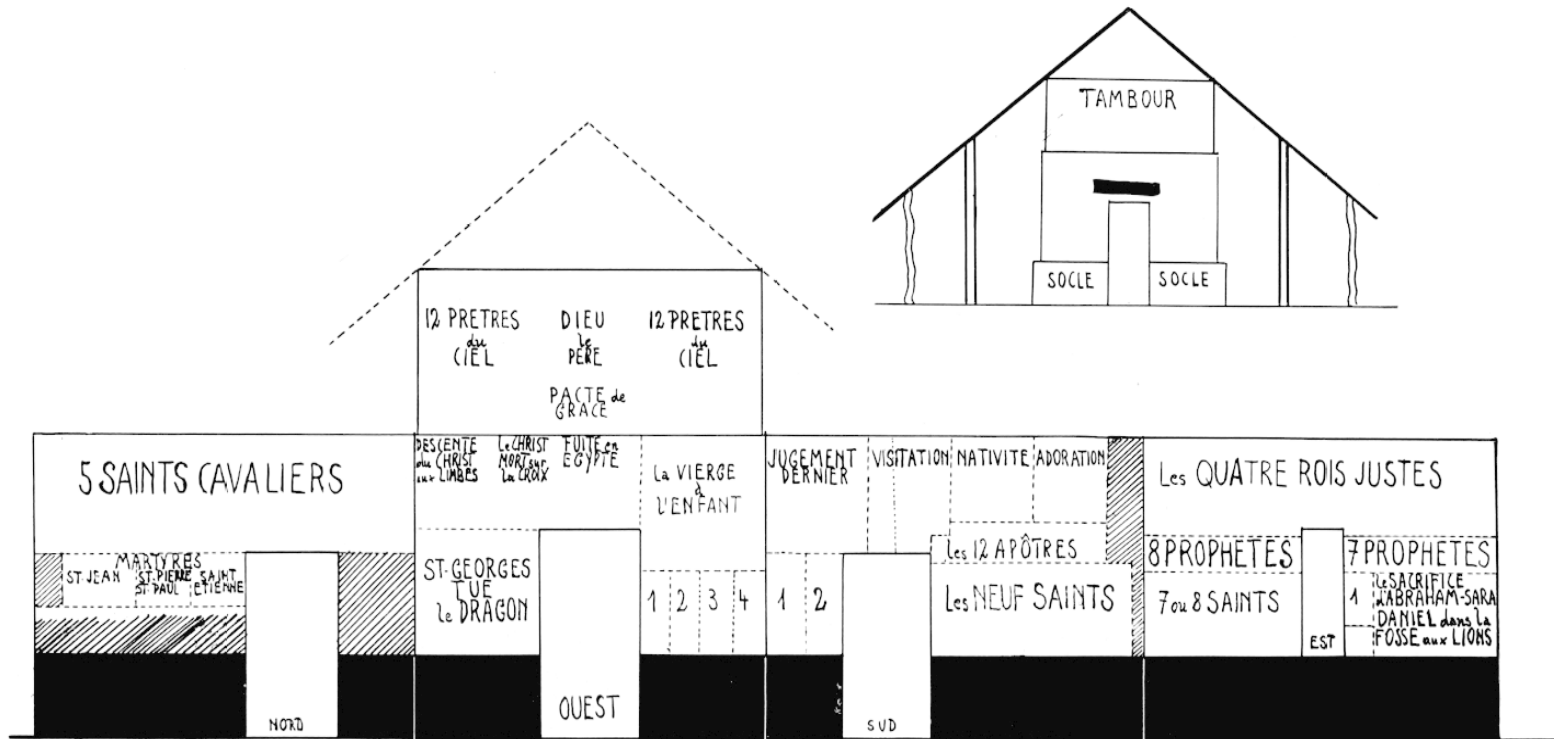 TAMBOUR
SOCLE
SOCLE
12 PRETRES
du
CIEL
DIEU
le
PERE
12 PRETRES
du
CIEL
PACTE de
GRACE
5 SAINTS CAVALIERS
MARTYRES
ST. JEAN
ST. PIERRE
ST. PAUL
SAINT
ETIENNE
NORD
DESCENTE
du CHRIST
aux LIMBES
Le CHRIST
MORT sur
la CROIX
FUITE en
EGYPTE
La VIERGE
à
L'ENFANT
ST. GEORGES
TUE
le DRAGON
OUEST
1 2 3 4
JUGEMENT
DERNIER
VISITATION
NATIVITE
ADORATION
1 2
SUD
Les 12 APÔTRES
Les NEUF SAINTS
Les QUATRE ROIS JUSTES
8 PROPHETES
7 PROPHETES
7 ou 8 SAINTS
EST
1
Le SACRIFICE
d'ABRAHAM-SARA
DANIEL dans la
FOSSE aux LIONS